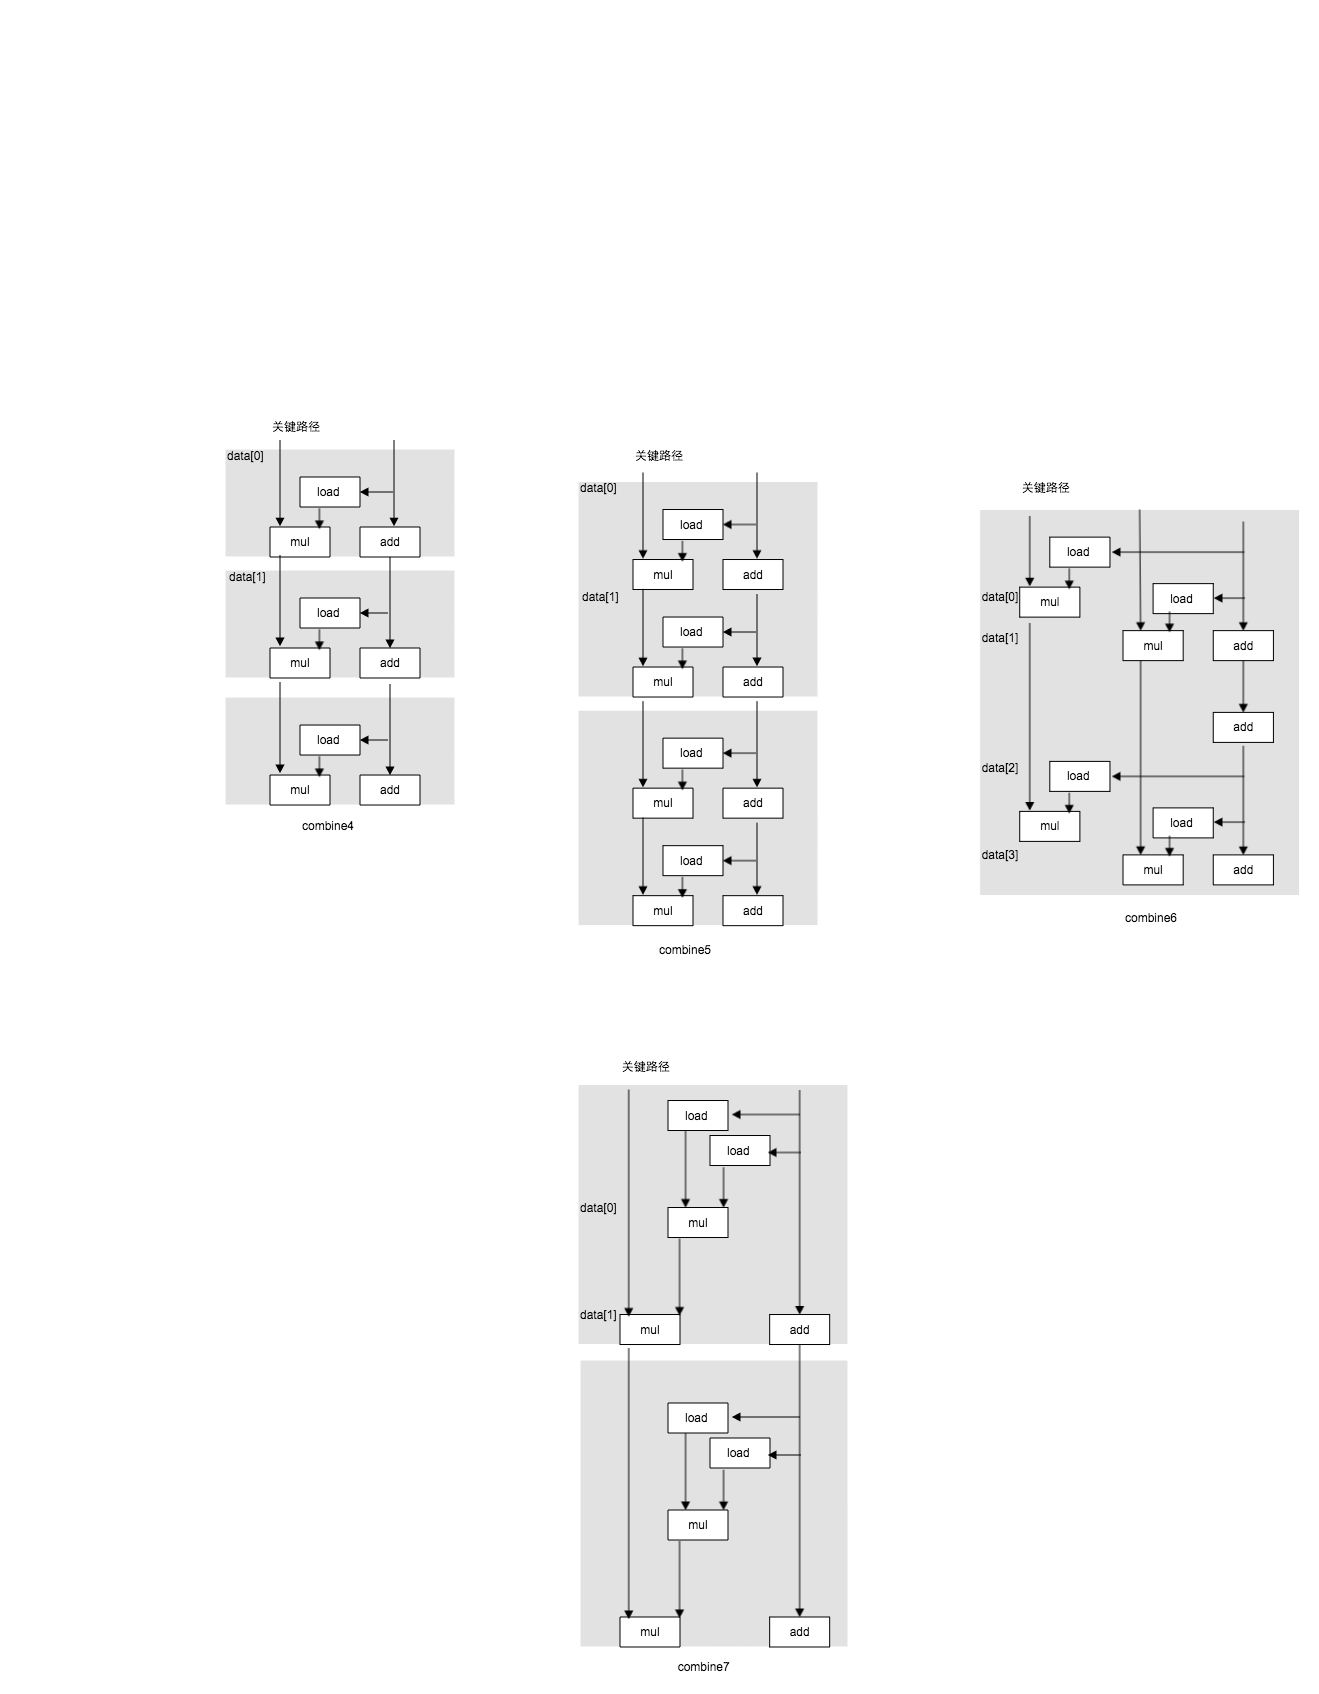 关键路径
data[0]
load
mul
add
data[1]
load
mul
add
load
mul
add
combine4
关键路径
data[0]
load
mul
add
data[1]
load
mul
add
load
mul
add
load
mul
add
combine5
关键路径
load
data[0]
mul
load
data[1]
mul
add
add
data[2]
load
mul
load
data[3]
mul
add
combine6
关键路径
load
load
data[0]
mul
data[1]
mul
add
load
load
mul
mul
add
combine7